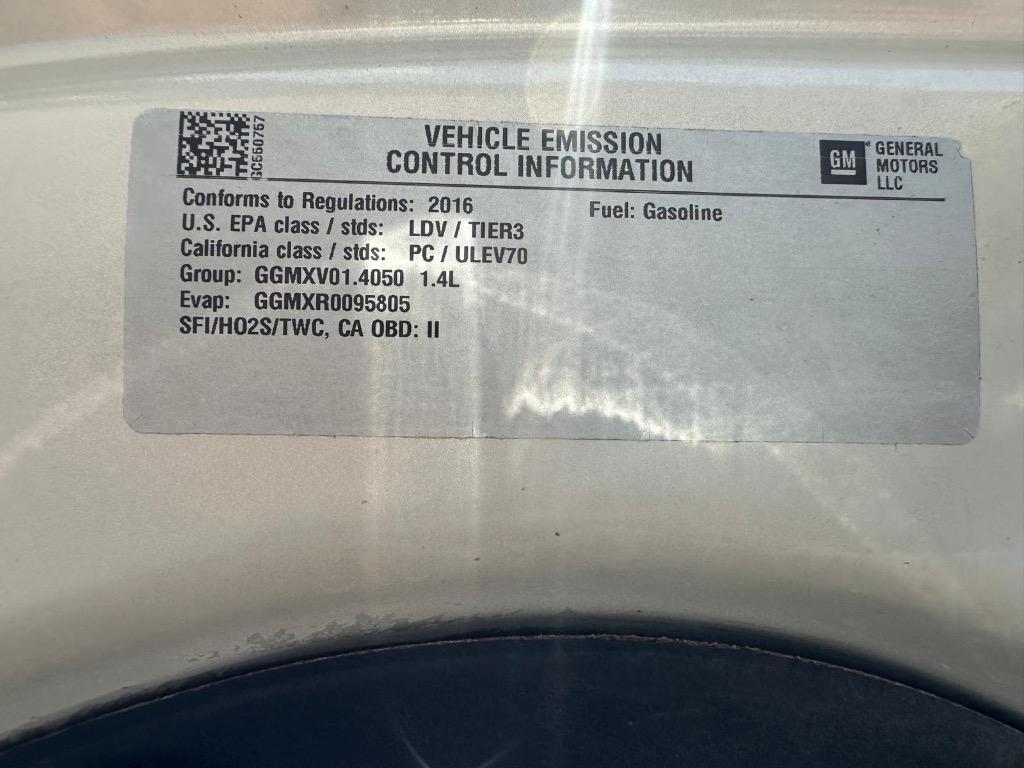 GC550757
VEHICLE EMISSION
CONTROL INFORMATION
GM
GENERAL
MOTORS
LLC
Conforms to Regulations: 2016
Fuel: Gasoline
U.S. EPA class / stds: LDV / TIER3
California class / stds: PC / ULEV70
Group: GGMXV01.4050 1.4L
Evap: GGMXR0095805
SFI/HO2S/TWC, CA OBD: II